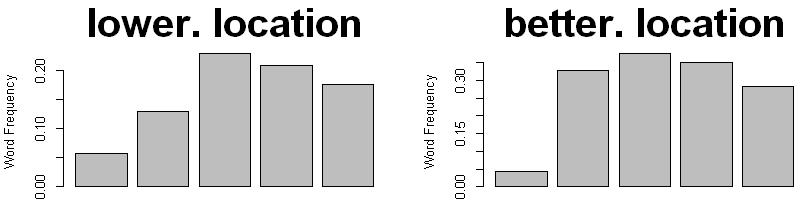 lower. location
Word Frequency
0.20
0.10
0.00
better. location
Word Frequency
0.30
0.15
0.00